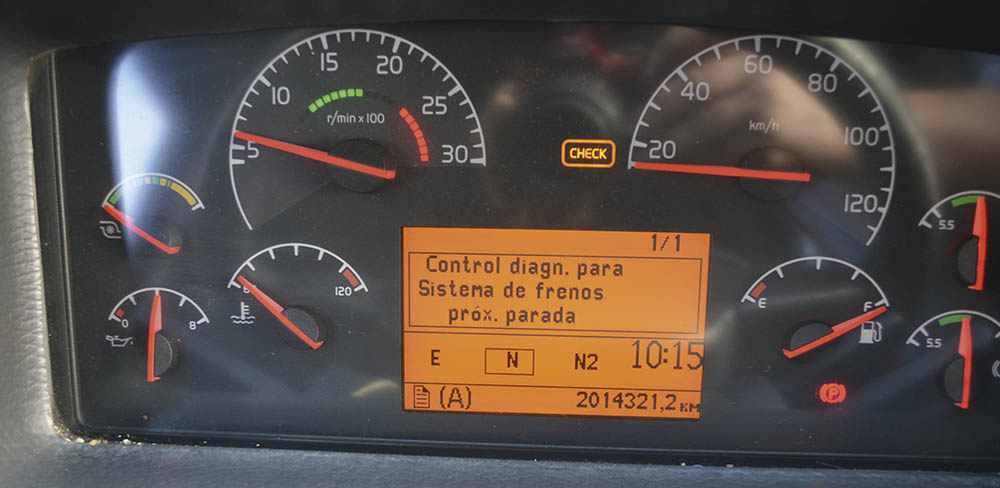 5
10
15
20
25
30
r/min x 100
CHECK
20
40
60
80
100
120
km/h
0
8
120
1/1
Control diagn. para
Sistema de frenos
próx. parada
E N N2 10:15
(A) 2014321,2 KM
E
F
P
5.5
5.5